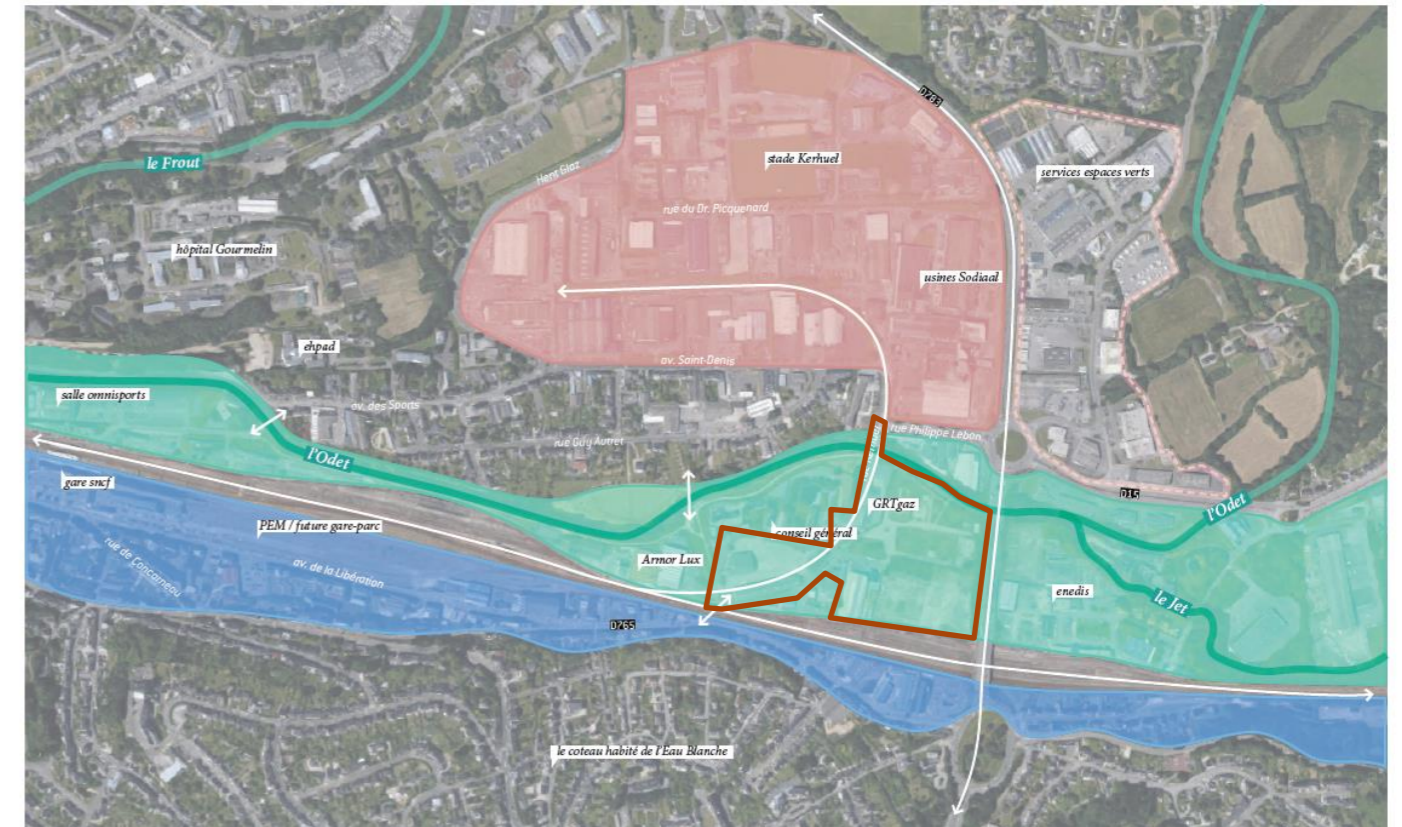 D783
le Frout
stade Kerhuel
services espaces verts
Hent Glaz
rue du Dr. Picquenard
hôpital Gourmelin
usines Sodiaal
ehpad
av. Saint-Denis
salle omnisports
av. des Sports
rue Guy Autret
rue Philippe Lebon
l'Odet
gare sncf
D15
l'Odet
GRTgaz
PEM / future gare-parc
conseil général
rue de Concarneau
av. de la Libération
Armor Lux
enedis
le Jet
D765
le coteau habité de l'Eau Blanche